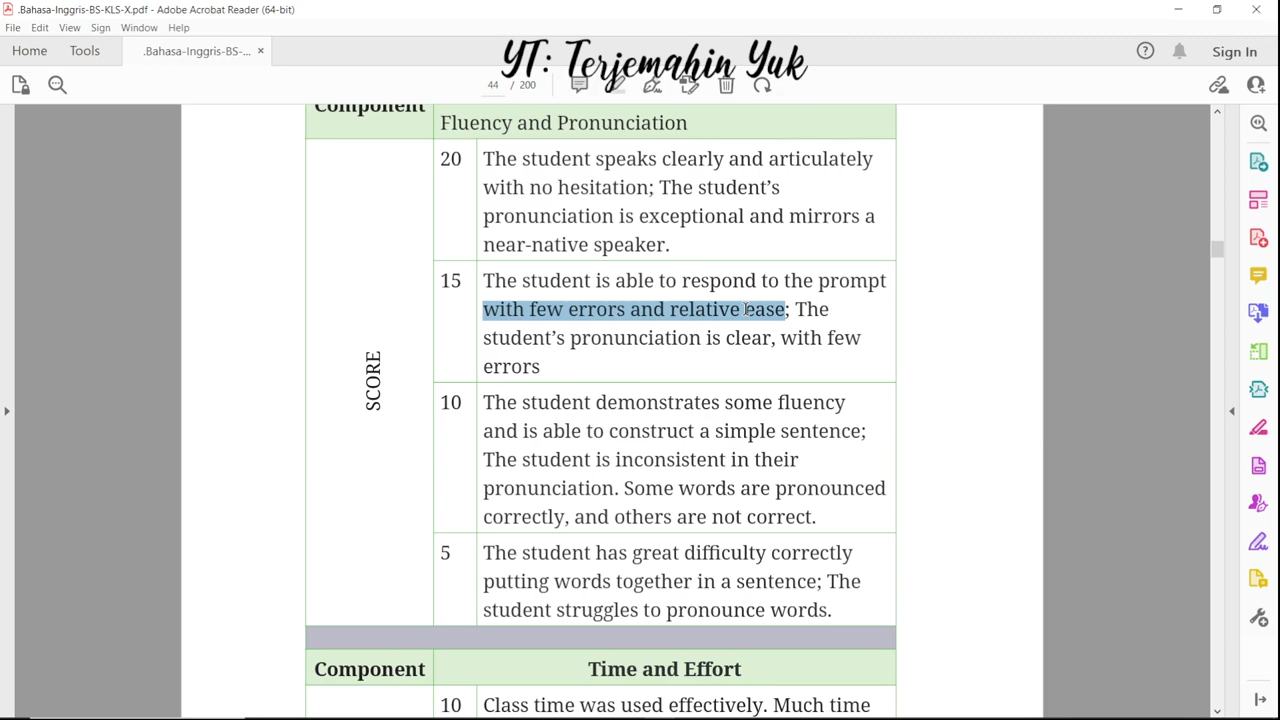 .Bahasa-Inggris-BS-KLS-X.pdf - Adobe Acrobat Reader (64-bit)
File Edit View Sign Window Help
Home Tools .Bahasa-Inggris-BS-... × Sign In
YT: Terjemahin Yuk
44 / 200
Component
Fluency and Pronunciation
SCORE
20 The student speaks clearly and articulately
with no hesitation; The student’s
pronunciation is exceptional and mirrors a
near-native speaker.
15 The student is able to respond to the prompt
with few errors and relative ease; The
student’s pronunciation is clear, with few
errors
10 The student demonstrates some fluency
and is able to construct a simple sentence;
The student is inconsistent in their
pronunciation. Some words are pronounced
correctly, and others are not correct.
5 The student has great difficulty correctly
putting words together in a sentence; The
student struggles to pronounce words.
Component Time and Effort
10 Class time was used effectively. Much time